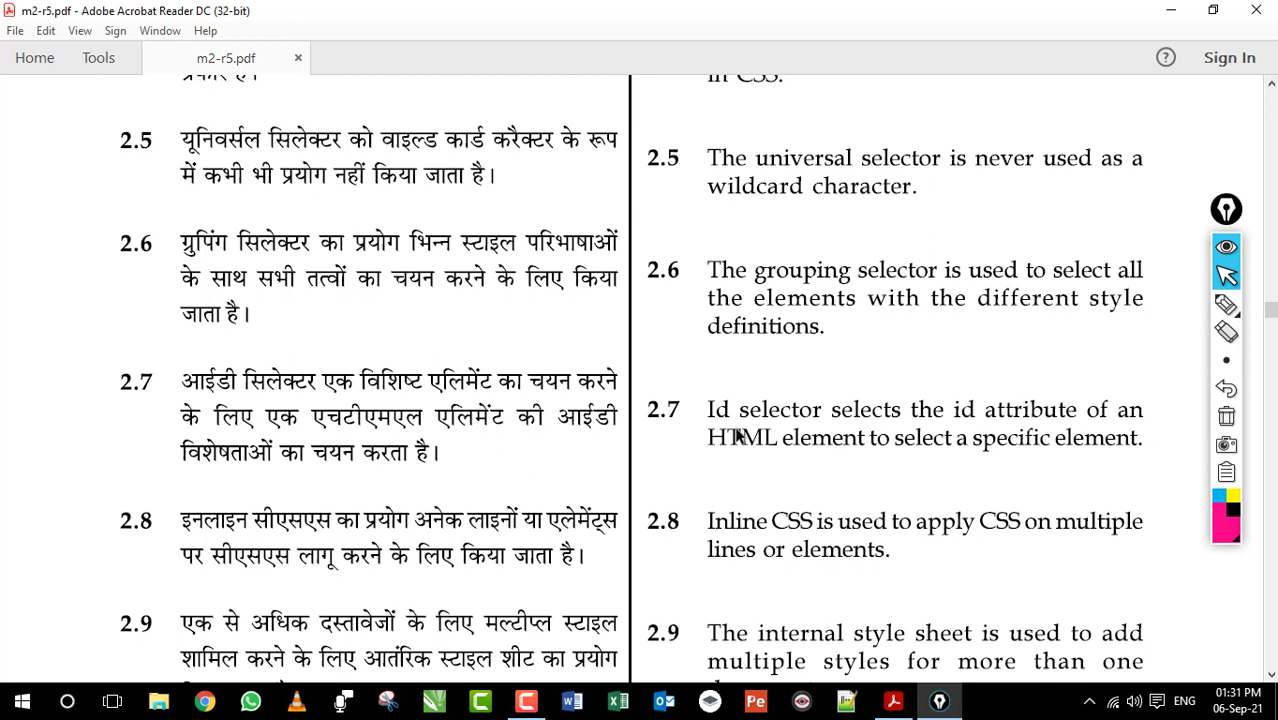 m2-r5.pdf - Adobe Acrobat Reader DC (32-bit)
File Edit View Sign Window Help
Home Tools m2-r5.pdf × ? Sign In
प्रकार है।
2.5 यूनिवर्सल सिलेक्टर को वाइल्ड कार्ड करैक्टर के रूप
में कभी भी प्रयोग नहीं किया जाता है।
2.6 ग्रुपिंग सिलेक्टर का प्रयोग भिन्न स्टाइल परिभाषाओं
के साथ सभी तत्वों का चयन करने के लिए किया
जाता है।
2.7 आईडी सिलेक्टर एक विशिष्ट एलिमेंट का चयन करने
के लिए एक एचटीएमएल एलिमेंट की आईडी
विशेषताओं का चयन करता है।
2.8 इनलाइन सीएसएस का प्रयोग अनेक लाइनों या एलेमेंट्स
पर सीएसएस लागू करने के लिए किया जाता है।
2.9 एक से अधिक दस्तावेजों के लिए मल्टीप्ल स्टाइल
शामिल करने के लिए आतंरिक स्टाइल शीट का प्रयोग
in CSS.
2.5 The universal selector is never used as a
wildcard character.
2.6 The grouping selector is used to select all
the elements with the different style
definitions.
2.7 Id selector selects the id attribute of an
HTML element to select a specific element.
2.8 Inline CSS is used to apply CSS on multiple
lines or elements.
2.9 The internal style sheet is used to add
multiple styles for more than one
ENG
01:31 PM
06-Sep-21